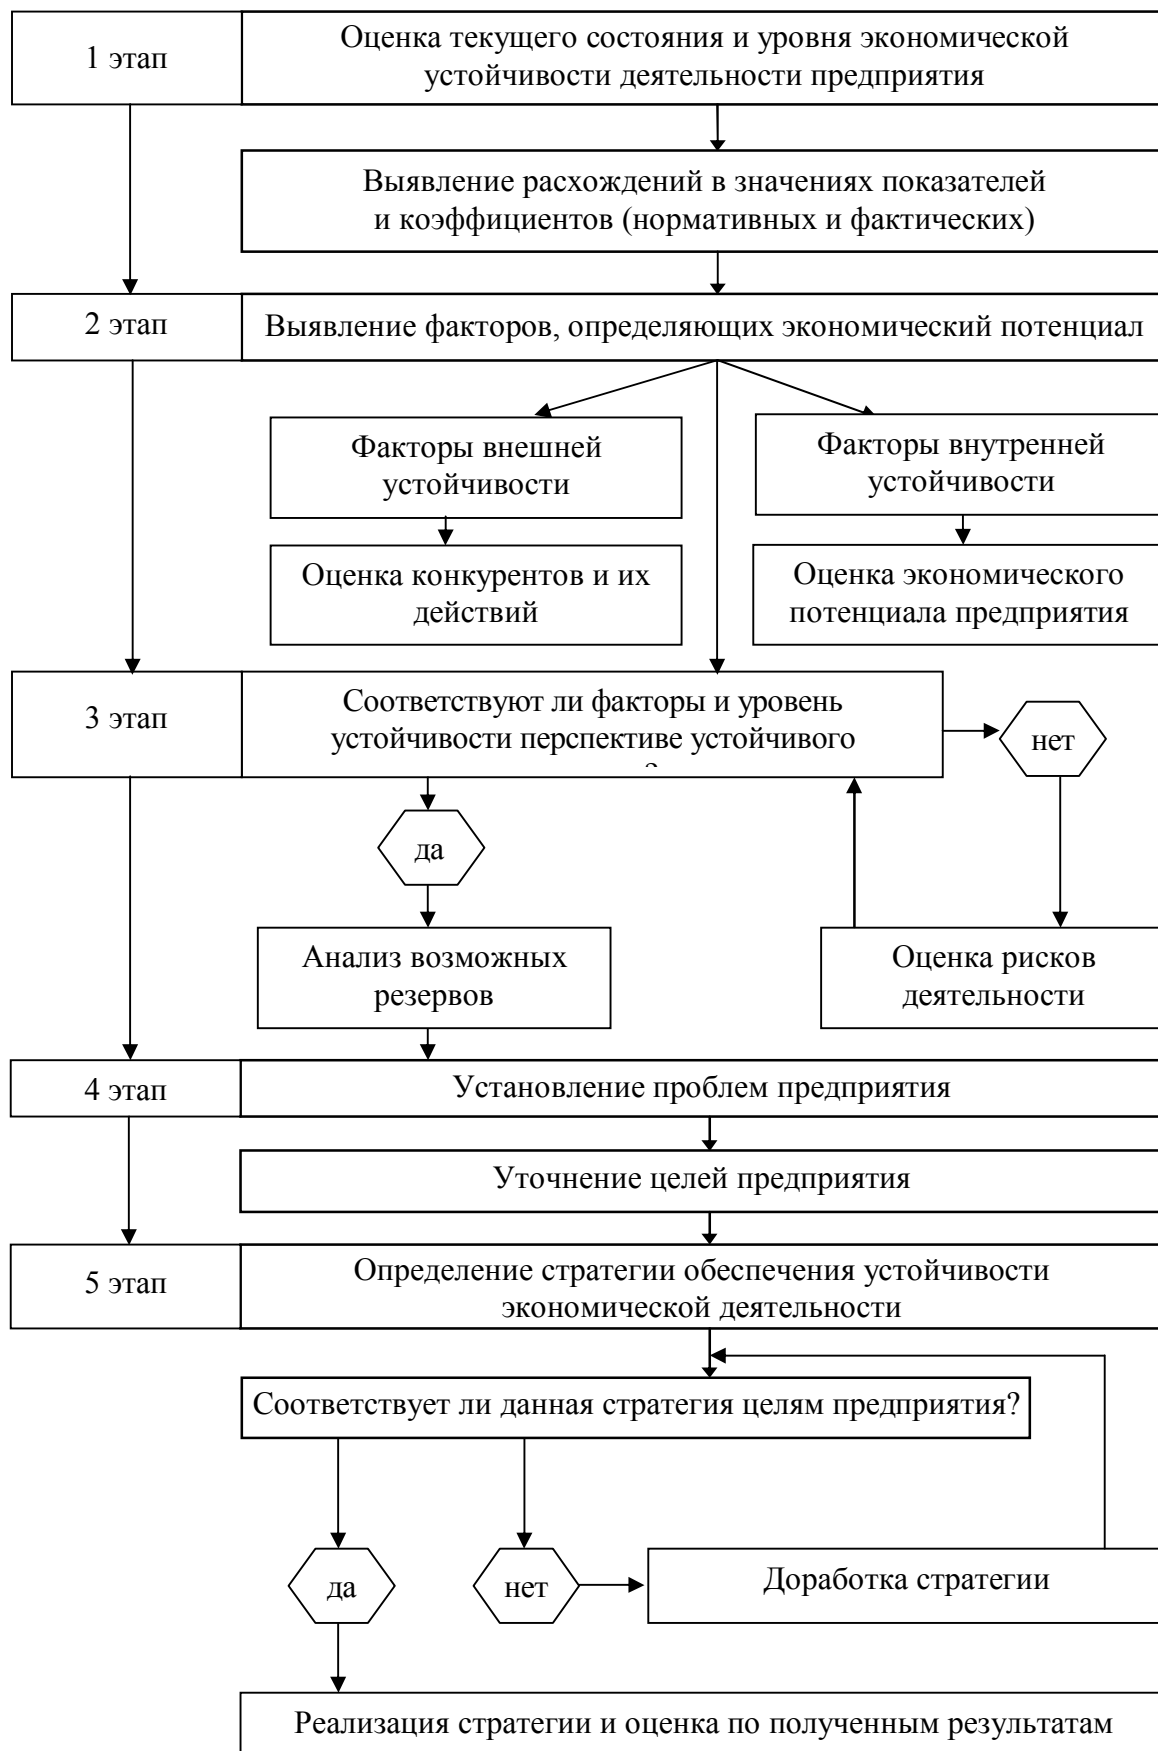 1 этап
Оценка текущего состояния и уровня экономической
устойчивости деятельности предприятия
Выявление расхождений в значениях показателей
и коэффициентов (нормативных и фактических)
2 этап
Выявление факторов, определяющих экономический потенциал
Факторы внешней
устойчивости
Факторы внутренней
устойчивости
Оценка конкурентов и их
действий
Оценка экономического
потенциала предприятия
3 этап
Соответствуют ли факторы и уровень
устойчивости перспективе устойчивого
нет
да
Анализ возможных
резервов
Оценка рисков
деятельности
4 этап
Установление проблем предприятия
Уточнение целей предприятия
5 этап
Определение стратегии обеспечения устойчивости
экономической деятельности
Соответствует ли данная стратегия целям предприятия?
да
нет
Доработка стратегии
Реализация стратегии и оценка по полученным результатам